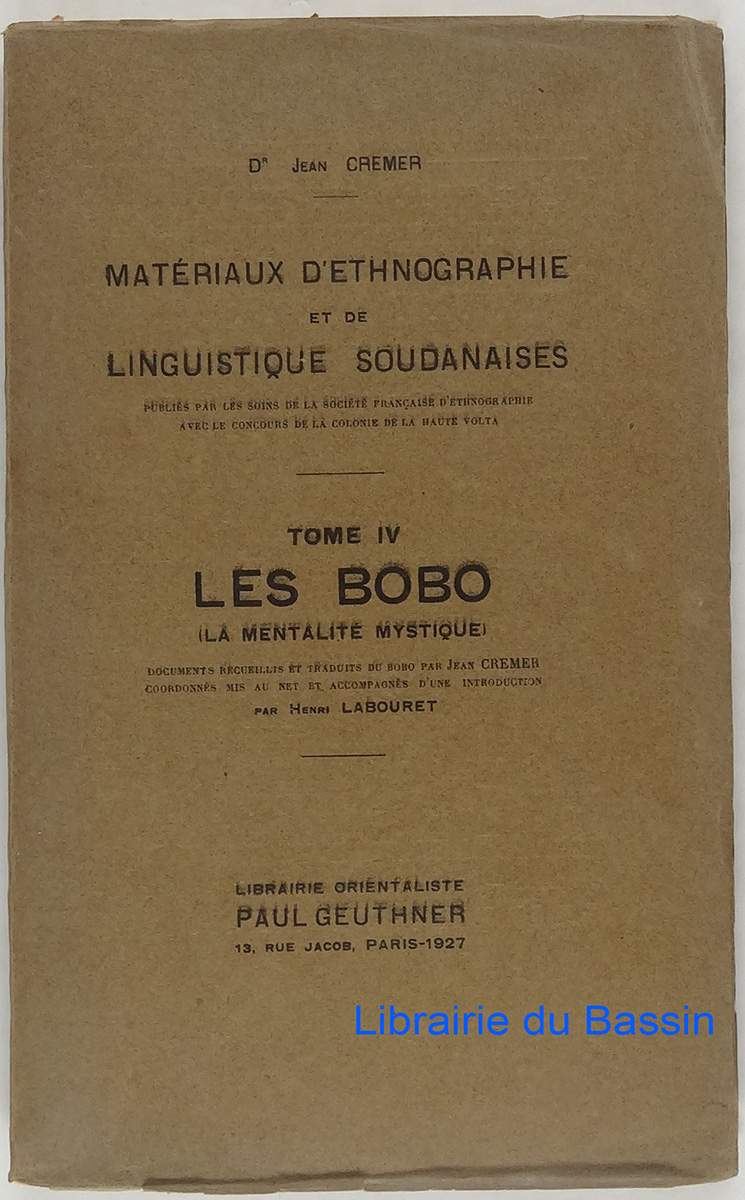 Dʳ Jean CREMER
MATÉRIAUX D'ETHNOGRAPHIE
ET DE
LINGUISTIQUE SOUDANAISES
PUBLIÉS PAR LES SOINS DE LA SOCIÉTÉ FRANÇAISE D'ETHNOGRAPHIE
AVEC LE CONCOURS DE LA COLONIE DE LA HAUTE VOLTA
TOME IV
LES BOBO
(LA MENTALITÉ MYSTIQUE)
DOCUMENTS RECUEILLIS ET TRADUITS DU BOBO PAR JEAN CREMER
COORDONNÉS MIS AU NET ET ACCOMPAGNÉS D'UNE INTRODUCTION
PAR HENRI LABOURET
LIBRAIRIE ORIENTALISTE
PAUL GEUTHNER
13, RUE JACOB, PARIS-1927
Librairie du Bassin